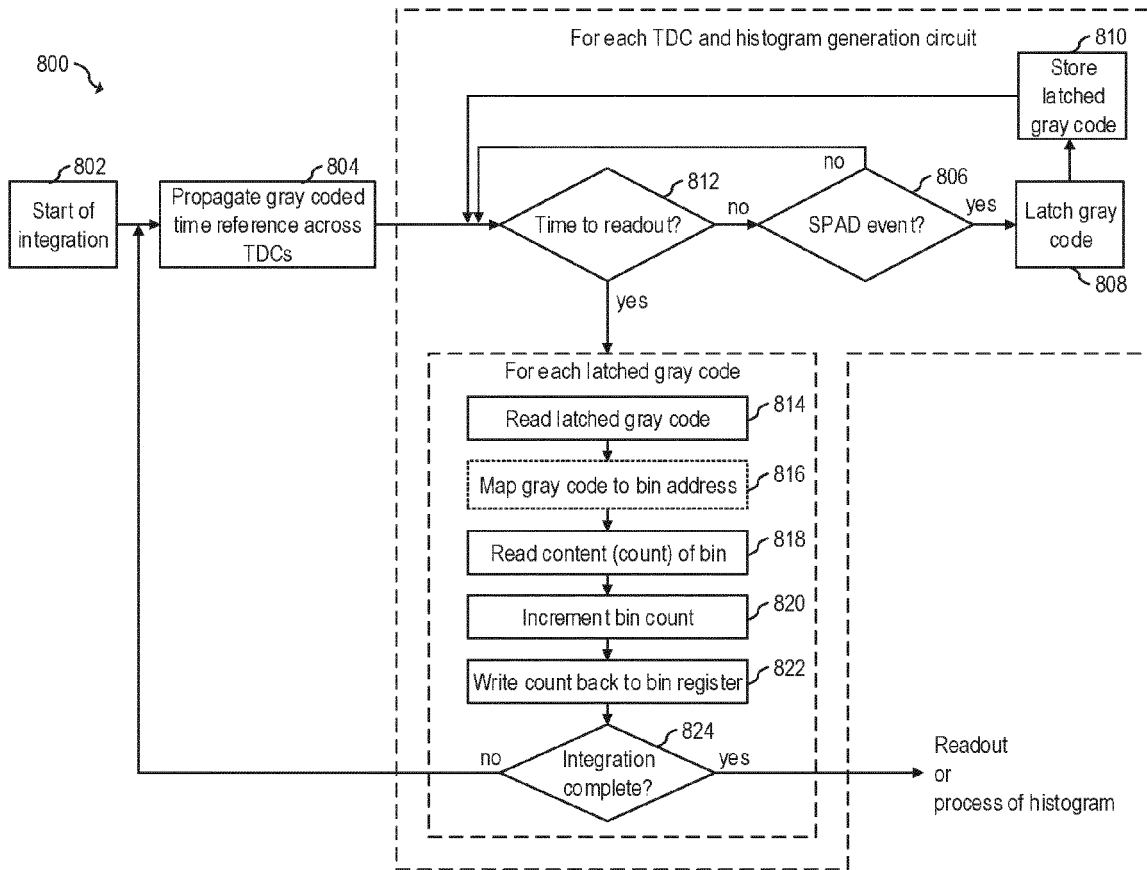 For each TDC and histogram generation circuit
810
800
Store
latched
gray code
802
804
812
no
806
Start of
integration
Propagate gray coded
time reference across
TDCs
Time to readout?
no
SPAD event?
yes
Latch gray
code
808
yes
For each latched gray code
Read latched gray code
814
Map gray code to bin address
816
Read content (count) of bin
818
Increment bin count
820
Write count back to bin register
822
824
no
Integration
complete?
yes
Readout
or
process of histogram